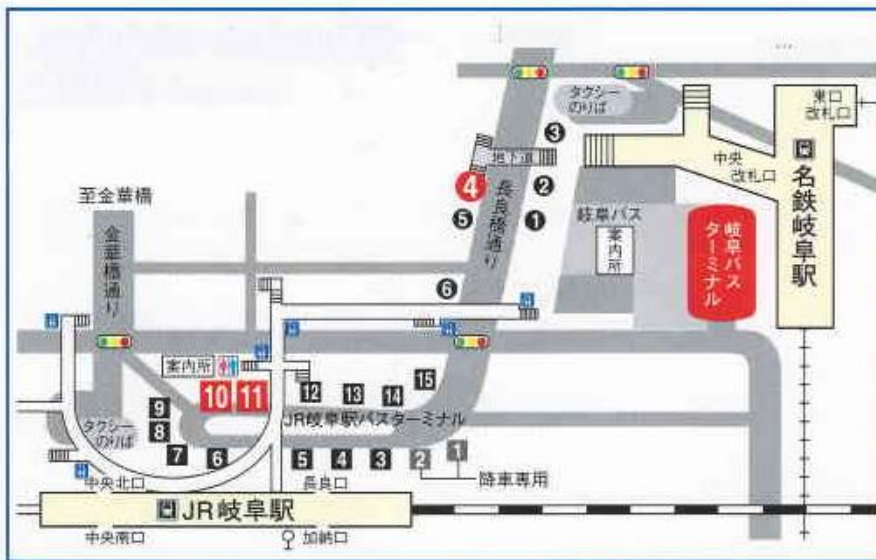 タクシー
のりば
東口
改札口
中央
改札口
名鉄岐阜駅
❸
地下道
❹
❷
❺
❶
長良橋通り
岐阜バス
案内所
岐阜バス
ターミナル
至金華橋
金華橋通り
❻
案内所
10
11
12
13
14
15
JR岐阜駅バスターミナル
9
8
7
6
5
4
3
2
1
タクシー
のりば
降車専用
中央北口
長良口
JR岐阜駅
中央南口
加納口